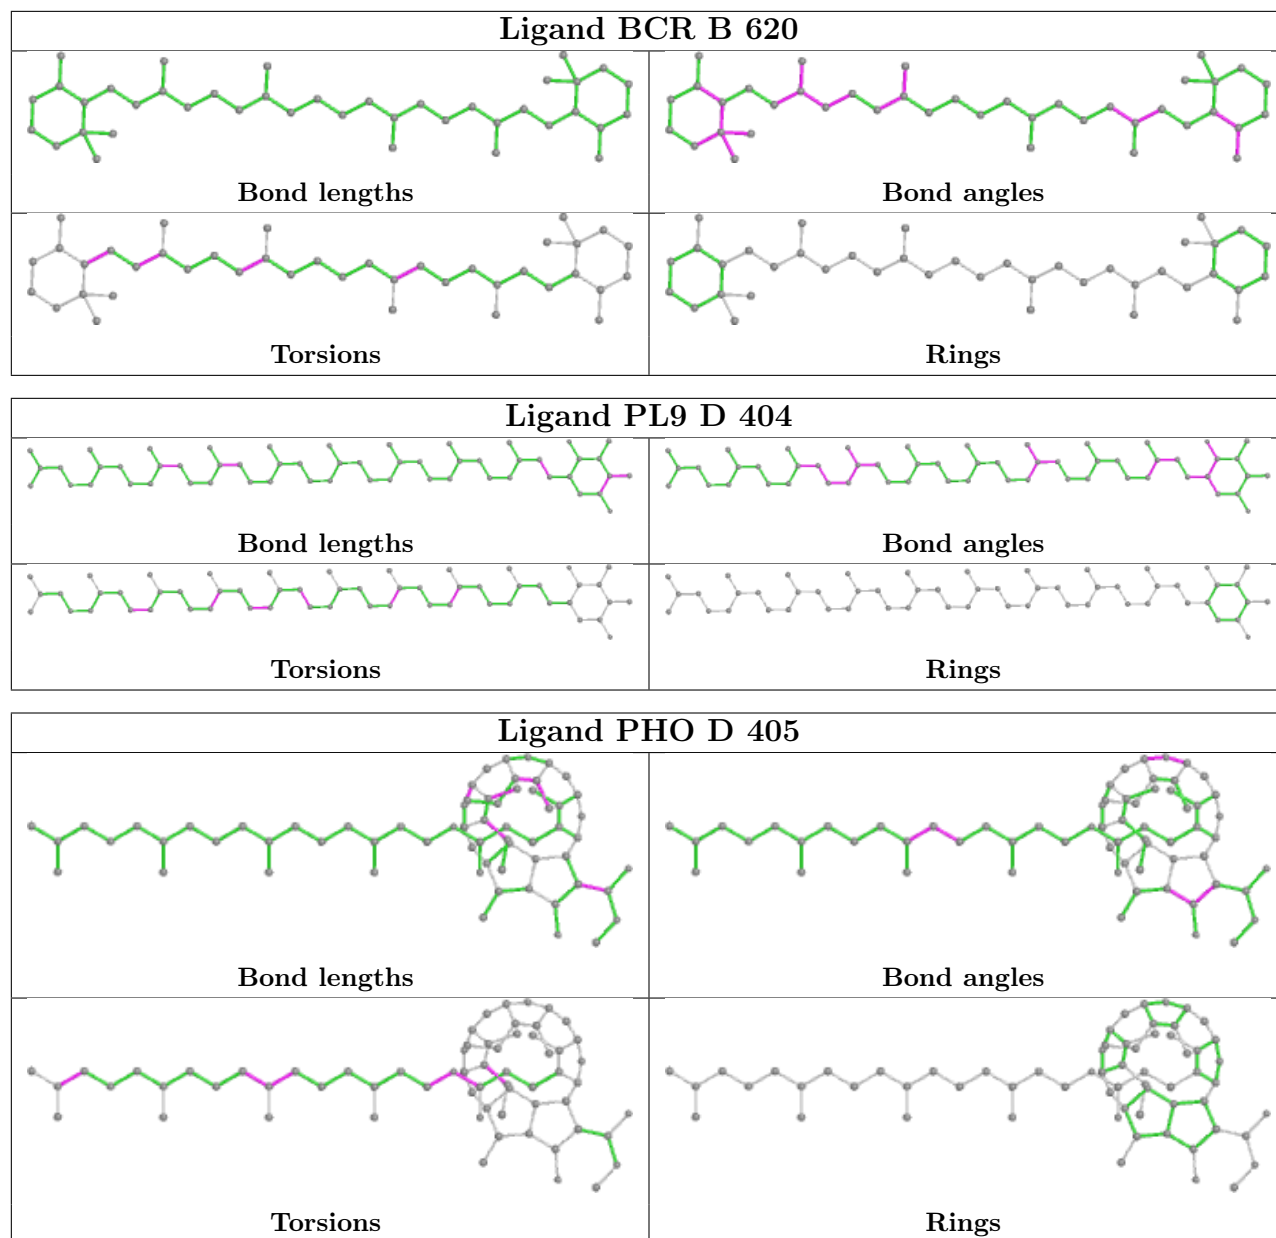 Ligand BCR B 620
Bond lengths
Bond angles
Torsions
Rings
Ligand PL9 D 404
Bond lengths
Bond angles
Torsions
Rings
Ligand PHO D 405
Bond lengths
Bond angles
Torsions
Rings